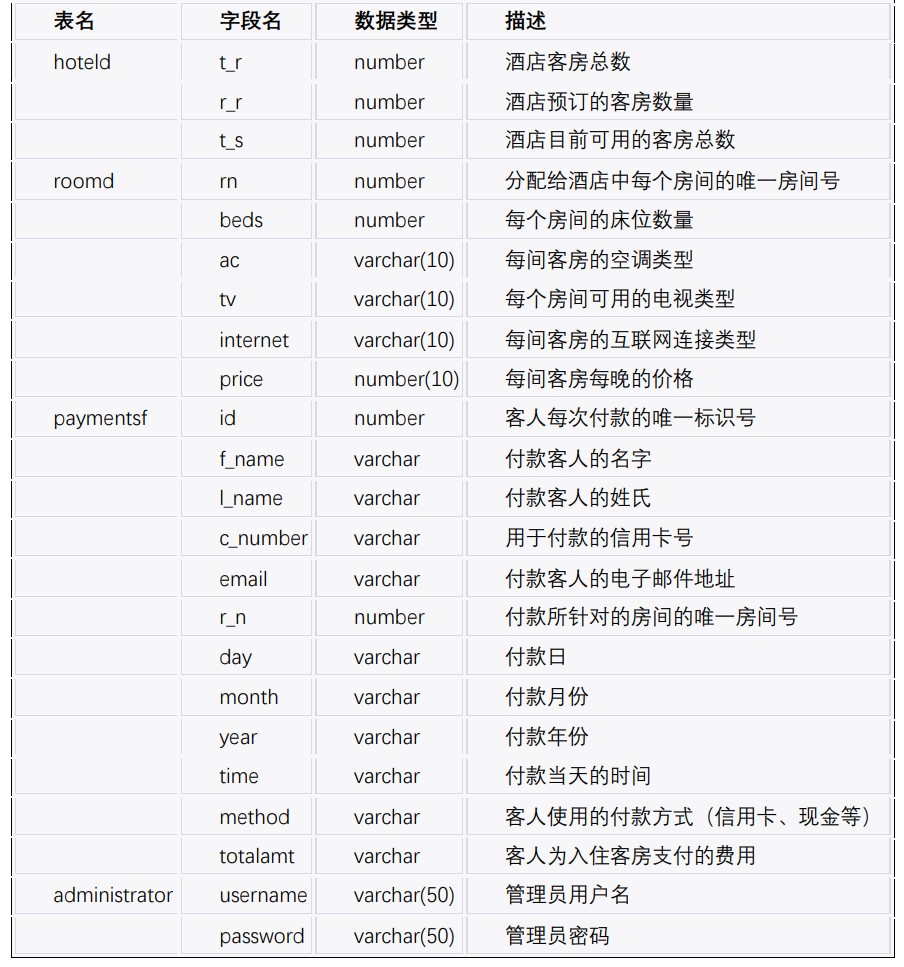 表名 字段名 数据类型 描述
hoteld t_r number 酒店客房总数
r_r number 酒店预订的客房数量
t_s number 酒店目前可用的客房总数
roomd rn number 分配给酒店中每个房间的唯一房间号
beds number 每个房间的床位数量
ac varchar(10) 每间客房的空调类型
tv varchar(10) 每个房间可用的电视类型
internet varchar(10) 每间客房的互联网连接类型
price number(10) 每间客房每晚的价格
paymentsf id number 客人每次付款的唯一标识号
f_name varchar 付款客人的名字
l_name varchar 付款客人的姓氏
c_number varchar 用于付款的信用卡号
email varchar 付款客人的电子邮件地址
r_n number 付款所针对的房间的唯一房间号
day varchar 付款日
month varchar 付款月份
year varchar 付款年份
time varchar 付款当天的时间
method varchar 客人使用的付款方式（信用卡、现金等）
totalamt varchar 客人为入住客房支付的费用
administrator username varchar(50) 管理员用户名
password varchar(50) 管理员密码